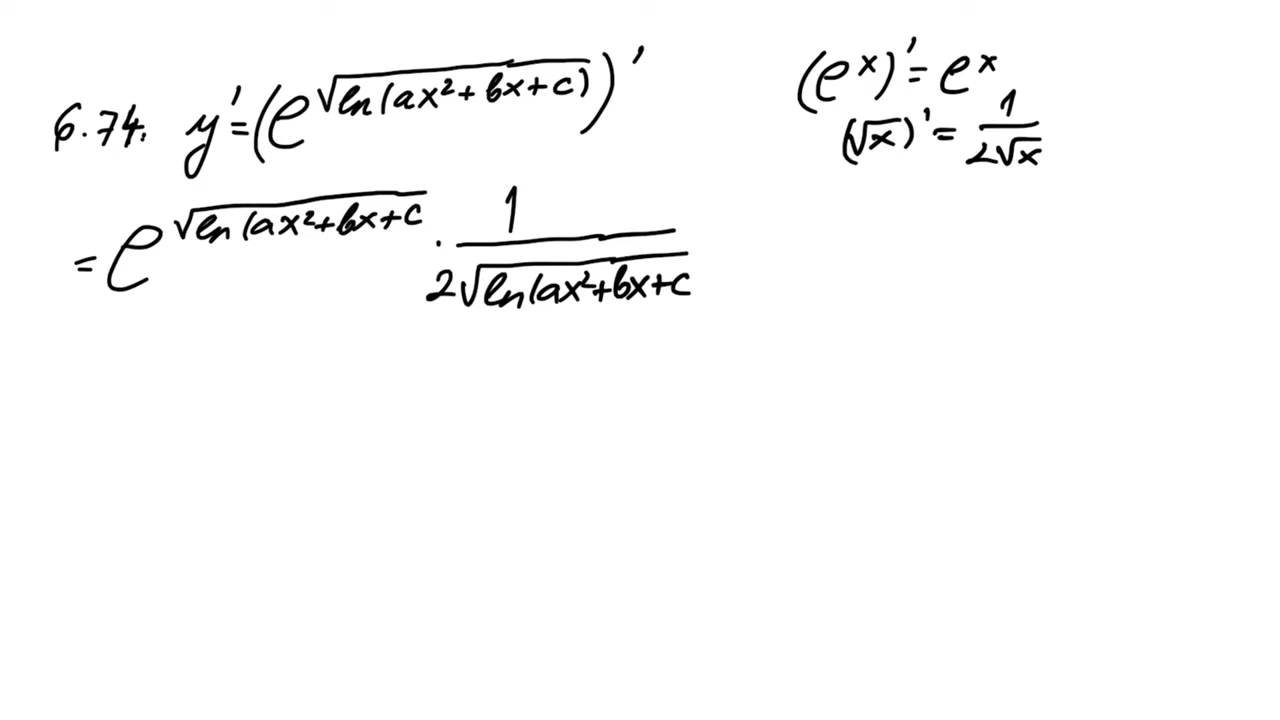 6.74. y' = (e^{√ln(ax²+bx+c)})'
(e^x)' = e^x
(√x)' = 1/(2√x)
= e^{√ln(ax²+bx+c} · 1/(2√ln(ax²+bx+c)